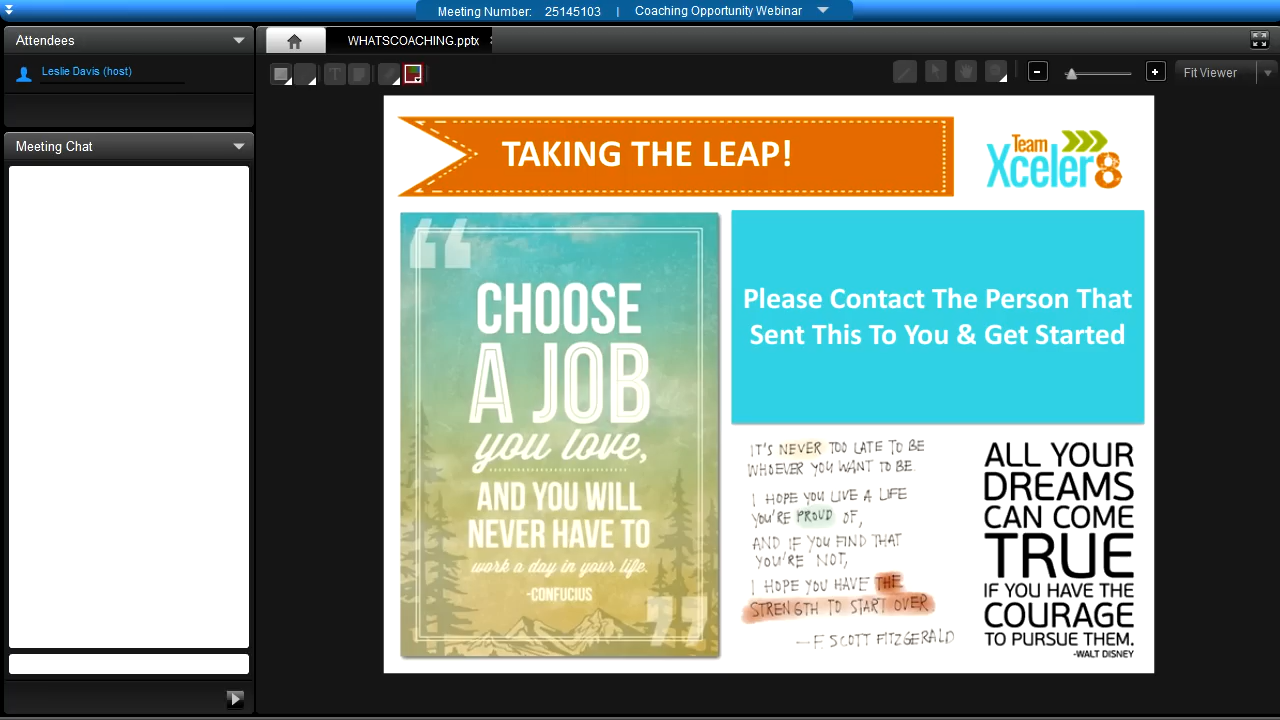 Meeting Number: 25145103 | Coaching Opportunity Webinar
Attendees
WHATSCOACHING.pptx
Leslie Davis (host)
Fit Viewer
Meeting Chat
TAKING THE LEAP!
Team
Xceler8
CHOOSE
A JOB
you love,
AND YOU WILL
NEVER HAVE TO
work a day in your life.
-CONFUCIUS
Please Contact The Person That
Sent This To You & Get Started
IT'S NEVER TOO LATE TO BE
WHOEVER YOU WANT TO BE.
I HOPE YOU LIVE A LIFE
YOU'RE PROUD OF,
AND IF YOU FIND THAT
YOU'RE NOT,
I HOPE YOU HAVE THE
STRENGTH TO START OVER
— F. SCOTT FITZGERALD
ALL YOUR
DREAMS
CAN COME
TRUE
IF YOU HAVE THE
COURAGE
TO PURSUE THEM.
-WALT DISNEY